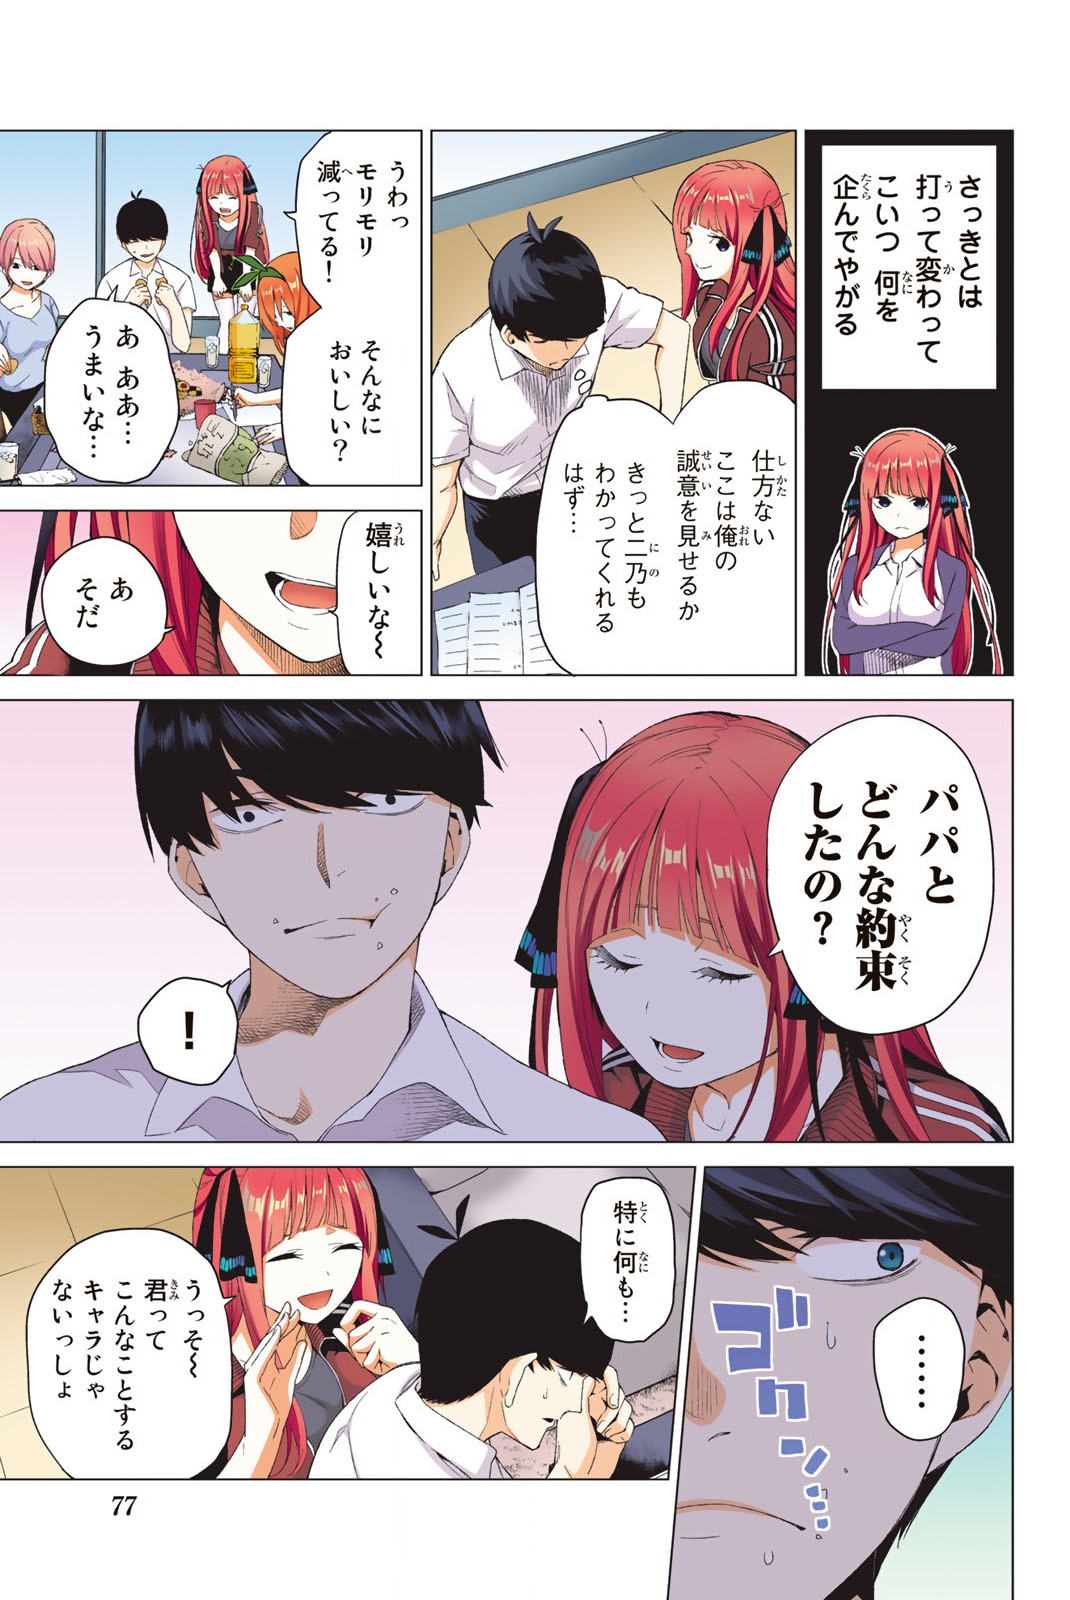 さっきとは
打って変わって
こいつ 何を
企んでやがる
仕方ない
ここは俺の
誠意を見せるか
きっと二乃も
わかってくれる
はず…
うわっ
モリモリ
減ってる！
そんなに
おいしい？
あ ああ…
うまいな…
嬉しいな〜
あ
そだ
パパと
どんな約束
したの？
！
……
ゴクン…
特に何も…
うっそ〜
君って
こんなことする
キャラじゃ
ないっしょ
77